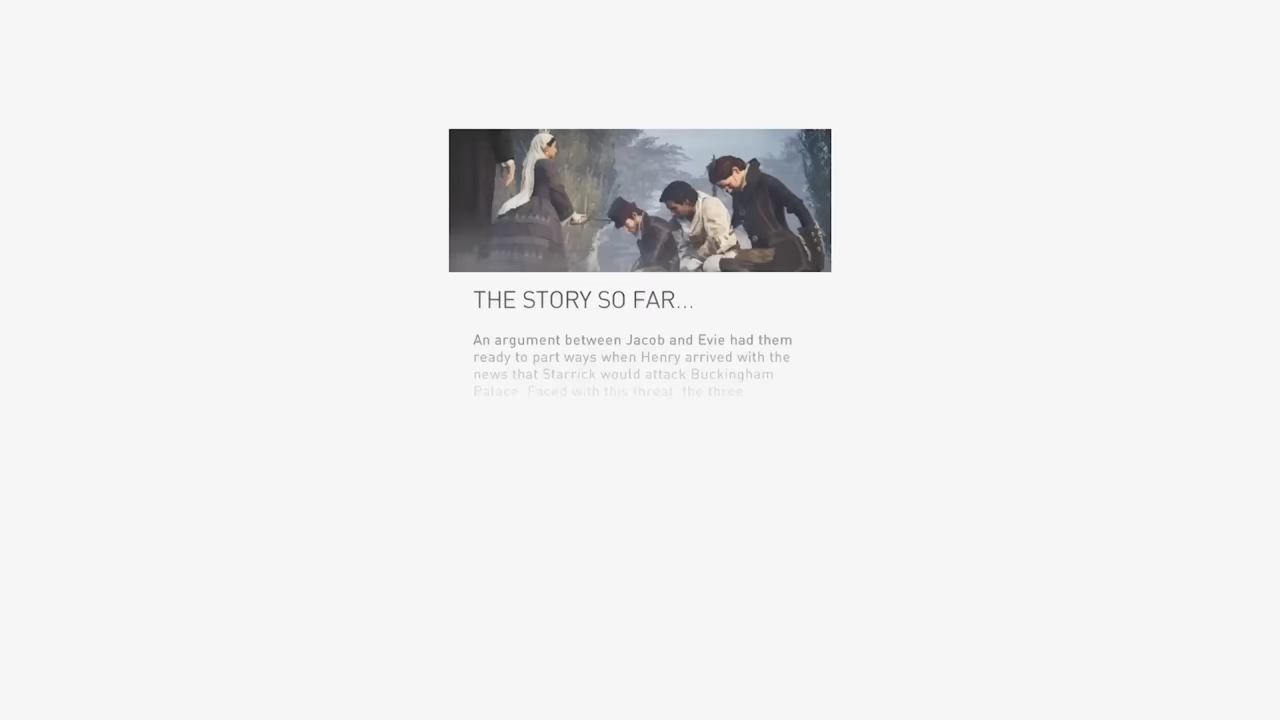 THE STORY SO FAR...
An argument between Jacob and Evie had them
ready to part ways when Henry arrived with the
news that Starrick would attack Buckingham
Palace. Faced with this threat, the three